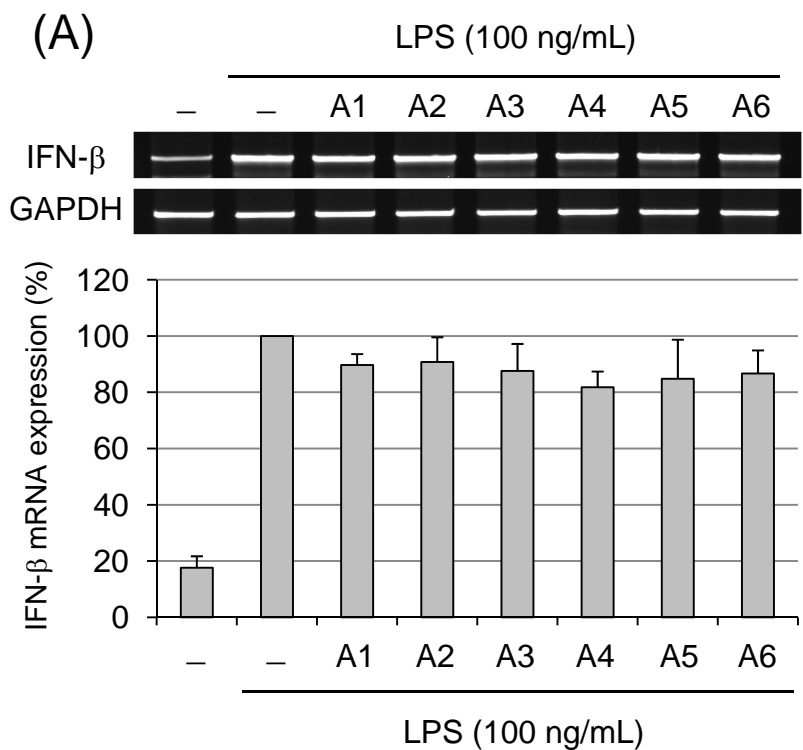 (A)
LPS (100 ng/mL)
– – A1 A2 A3 A4 A5 A6
IFN-β
GAPDH
IFN-β mRNA expression (%)
120
100
80
60
40
20
0
– – A1 A2 A3 A4 A5 A6
LPS (100 ng/mL)